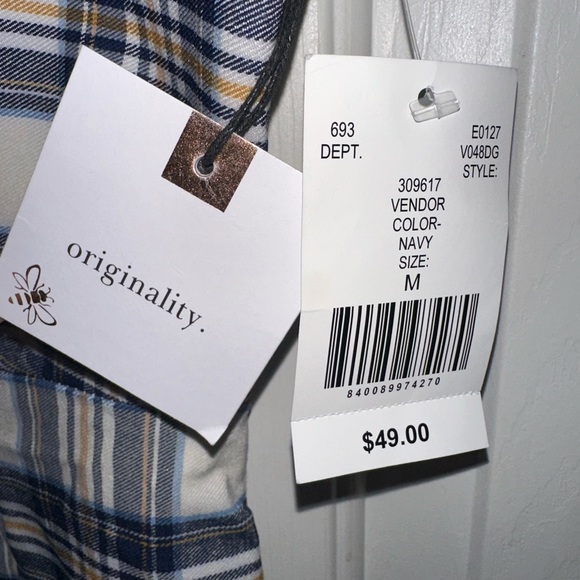 originality.
693
DEPT.
E0127
V048DG
STYLE:
309617
VENDOR
COLOR-
NAVY
SIZE:
M
840089974270
$49.00